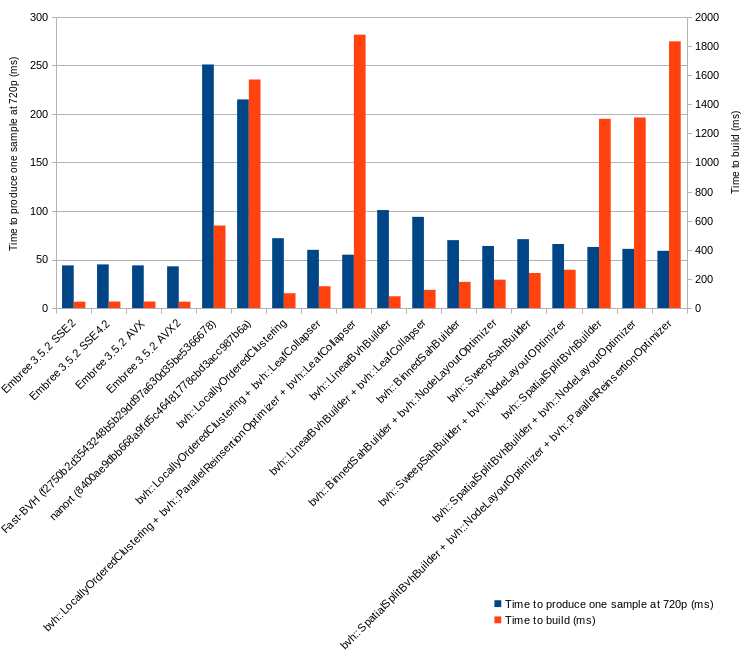 300
250
200
150
100
50
0
Time to produce one sample at 720p (ms)
2000
1800
1600
1400
1200
1000
800
600
400
200
0
Time to build (ms)
Embree 3.5.2 SSE2
Embree 3.5.2 SSE4.2
Embree 3.5.2 AVX
Embree 3.5.2 AVX2
Fast-BVH (f2750b2d3543248b5b29dd97a630d35be5366678)
nanort (8400ae9dbb668a9fd5c46481778cbd3acc987b6a)
bvh::LocallyOrderedClustering
bvh::LocallyOrderedClustering + bvh::LeafCollapser
bvh::LocallyOrderedClustering + bvh::ParallelReinsertionOptimizer + bvh::LeafCollapser
bvh::LinearBvhBuilder
bvh::LinearBvhBuilder + bvh::LeafCollapser
bvh::BinnedSahBuilder
bvh::BinnedSahBuilder + bvh::NodeLayoutOptimizer
bvh::SweepSahBuilder
bvh::SweepSahBuilder + bvh::NodeLayoutOptimizer
bvh::SpatialSplitBvhBuilder
bvh::SpatialSplitBvhBuilder + bvh::NodeLayoutOptimizer
bvh::SpatialSplitBvhBuilder + bvh::NodeLayoutOptimizer + bvh::ParallelReinsertionOptimizer
Time to produce one sample at 720p (ms)
Time to build (ms)